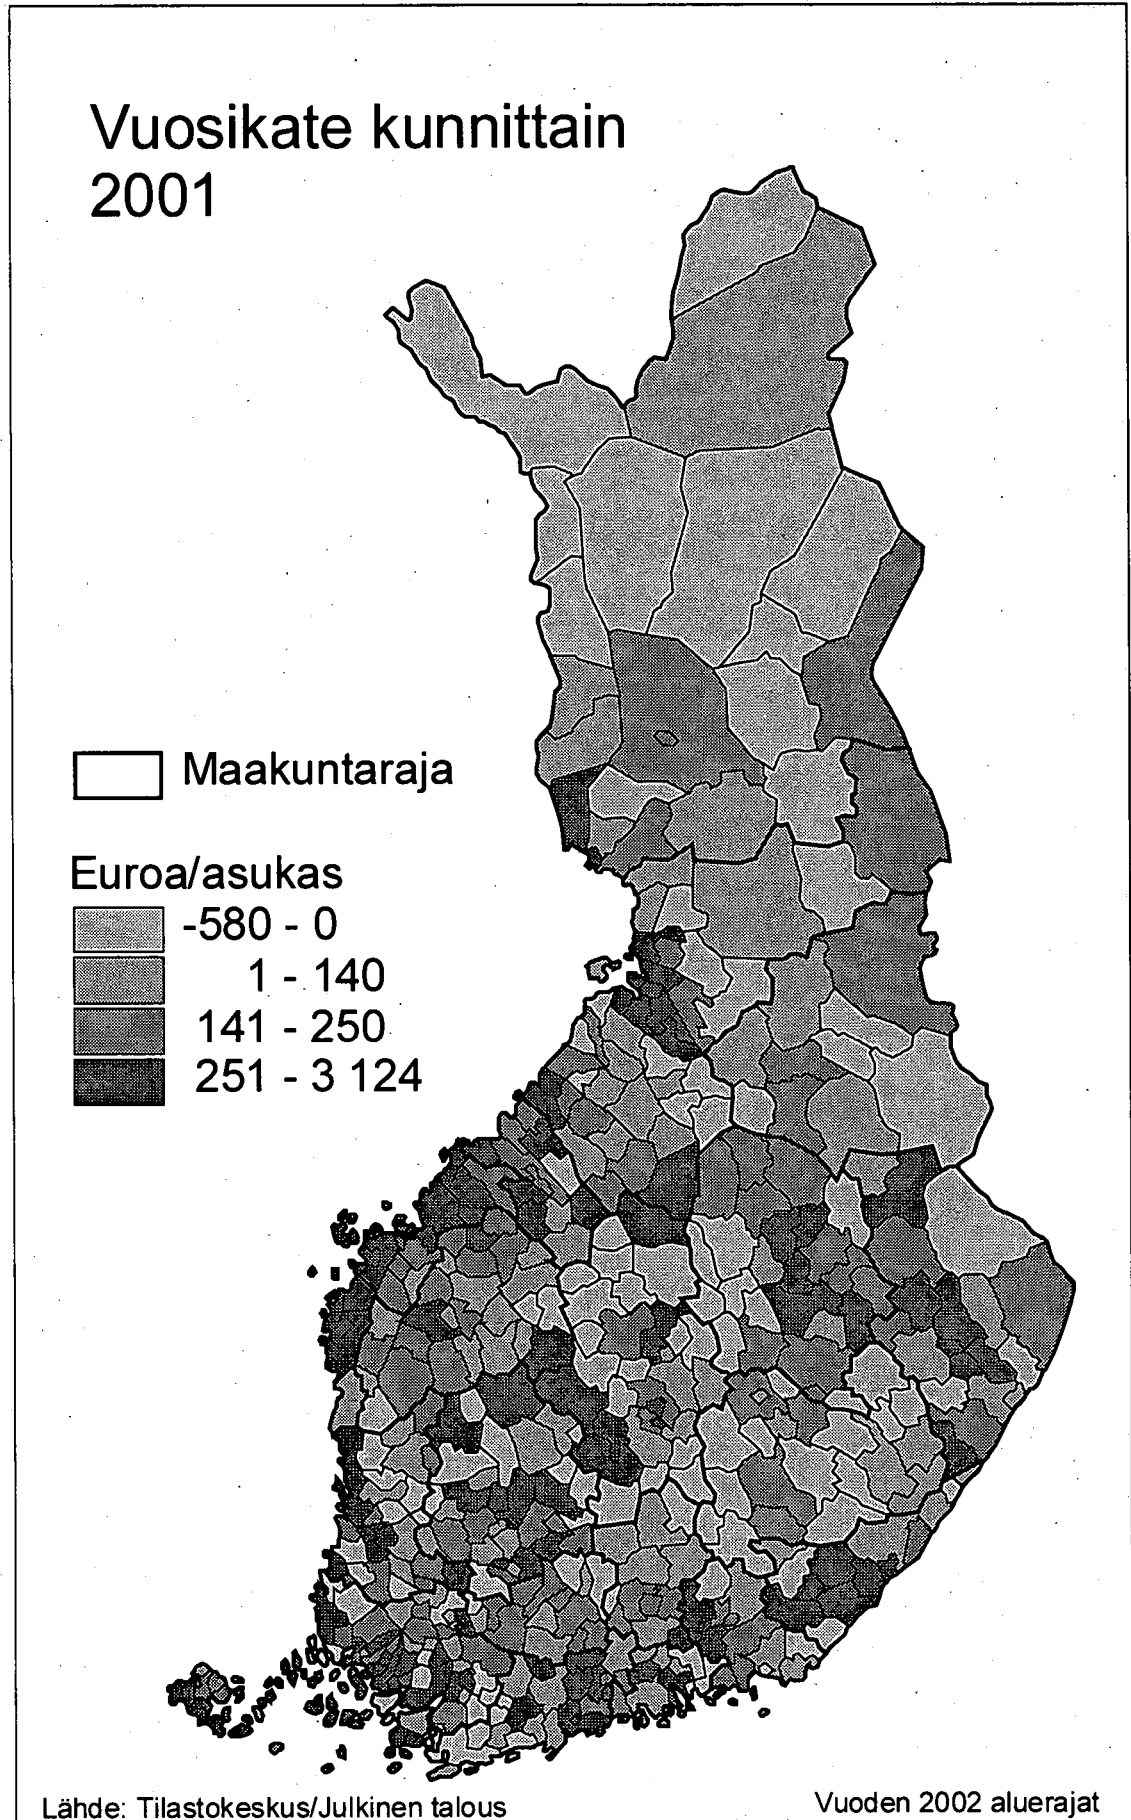 Vuosikate kunnittain
2001
Maakuntaraja
Euroa/asukas
-580 - 0
1 - 140
141 - 250
251 - 3 124
Lähde: Tilastokeskus/Julkinen talous
Vuoden 2002 aluerajat